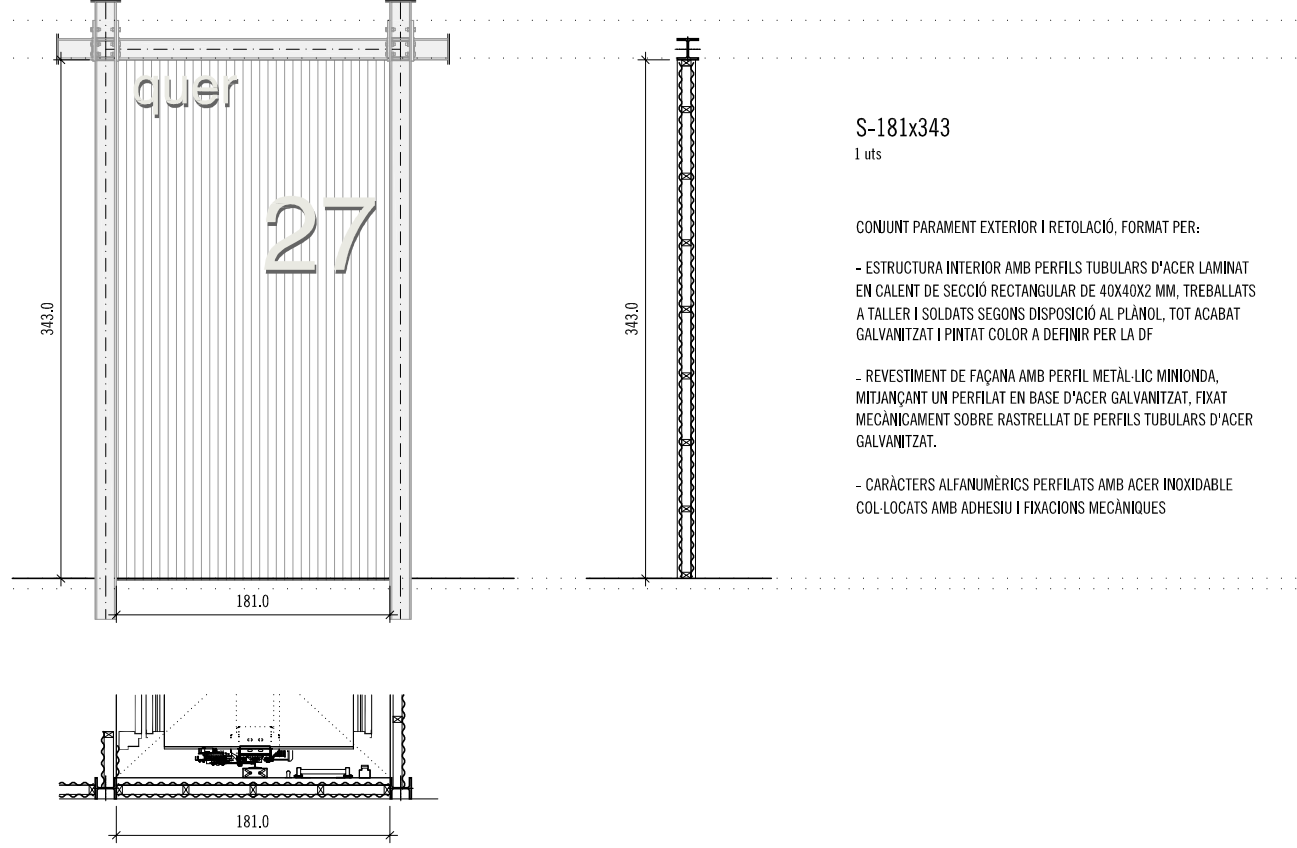 quer
27
343.0
181.0
343.0
181.0
S-181x343
1 uts
CONJUNT PARAMENT EXTERIOR I RETOLACIÓ, FORMAT PER:
- ESTRUCTURA INTERIOR AMB PERFILS TUBULARS D'ACER LAMINAT
EN CALENT DE SECCIÓ RECTANGULAR DE 40X40X2 MM, TREBALLATS
A TALLER I SOLDATS SEGONS DISPOSICIÓ AL PLÀNOL, TOT ACABAT
GALVANITZAT I PINTAT COLOR A DEFINIR PER LA DF
- REVESTIMENT DE FAÇANA AMB PERFIL METÀL·LIC MINIONDA,
MITJANÇANT UN PERFILAT EN BASE D'ACER GALVANITZAT, FIXAT
MECÀNICAMENT SOBRE RASTRELLAT DE PERFILS TUBULARS D'ACER
GALVANITZAT.
- CARÀCTERS ALFANUMÈRICS PERFILATS AMB ACER INOXIDABLE
COL·LOCATS AMB ADHESIU I FIXACIONS MECÀNIQUES